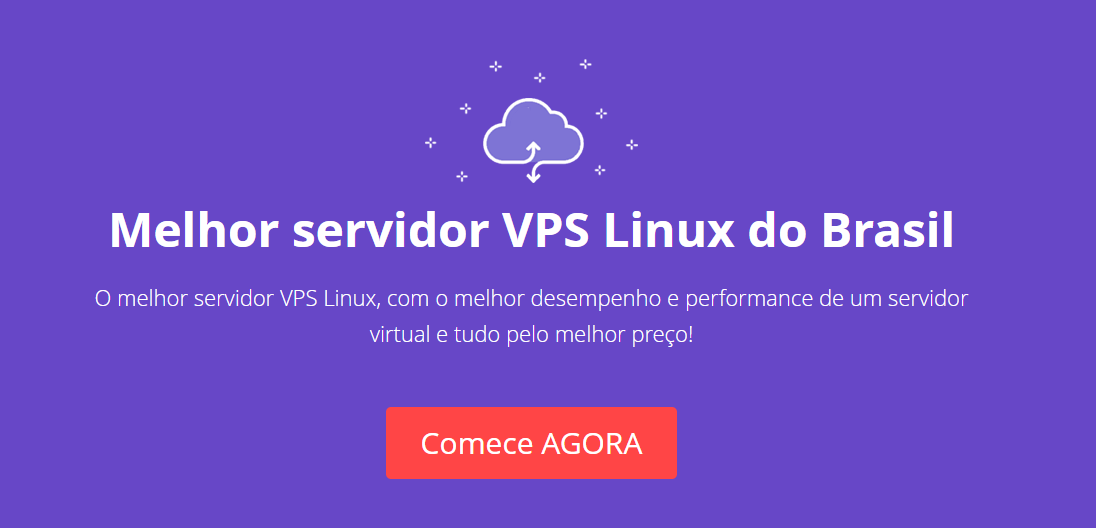 Melhor servidor VPS Linux do Brasil
O melhor servidor VPS Linux, com o melhor desempenho e performance de um servidor
virtual e tudo pelo melhor preço!
Comece AGORA